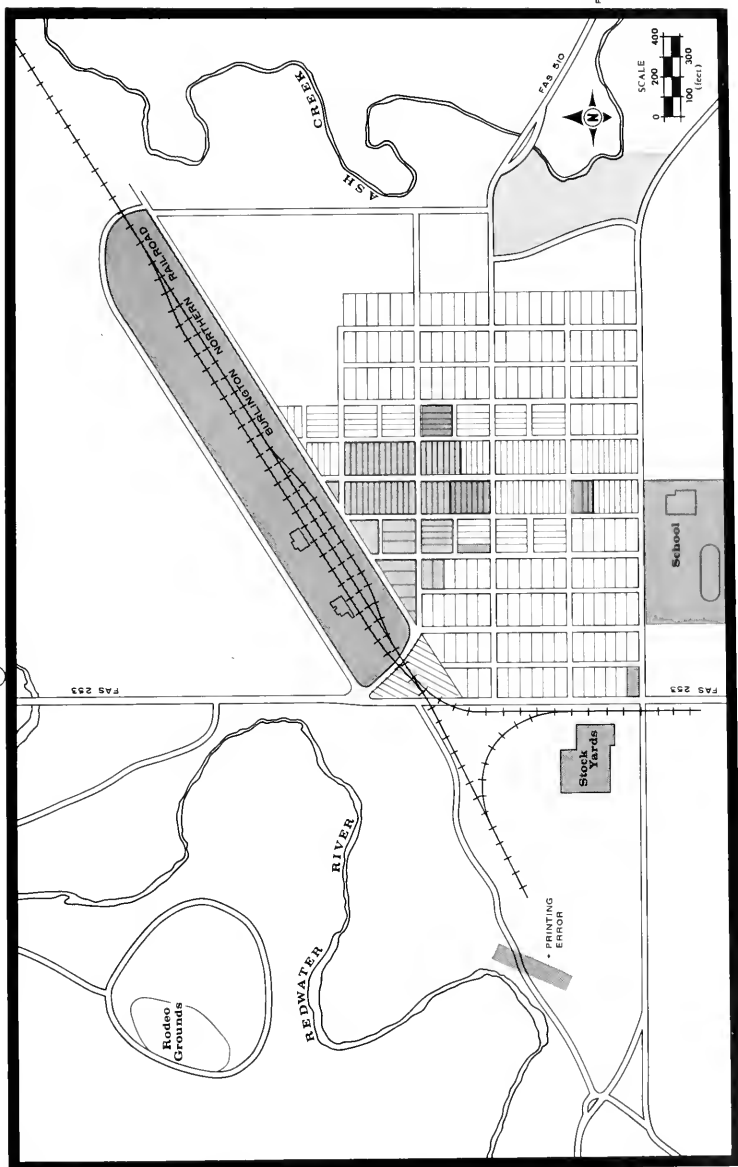 ASH CREEK
FAS 510
N
SCALE
0 200 400
100 300
(feet)
BURLINGTON NORTHERN RAILROAD
School
FAS 253
FAS 253
Stock
Yards
REDWATER RIVER
Rodeo
Grounds
* PRINTING
ERROR